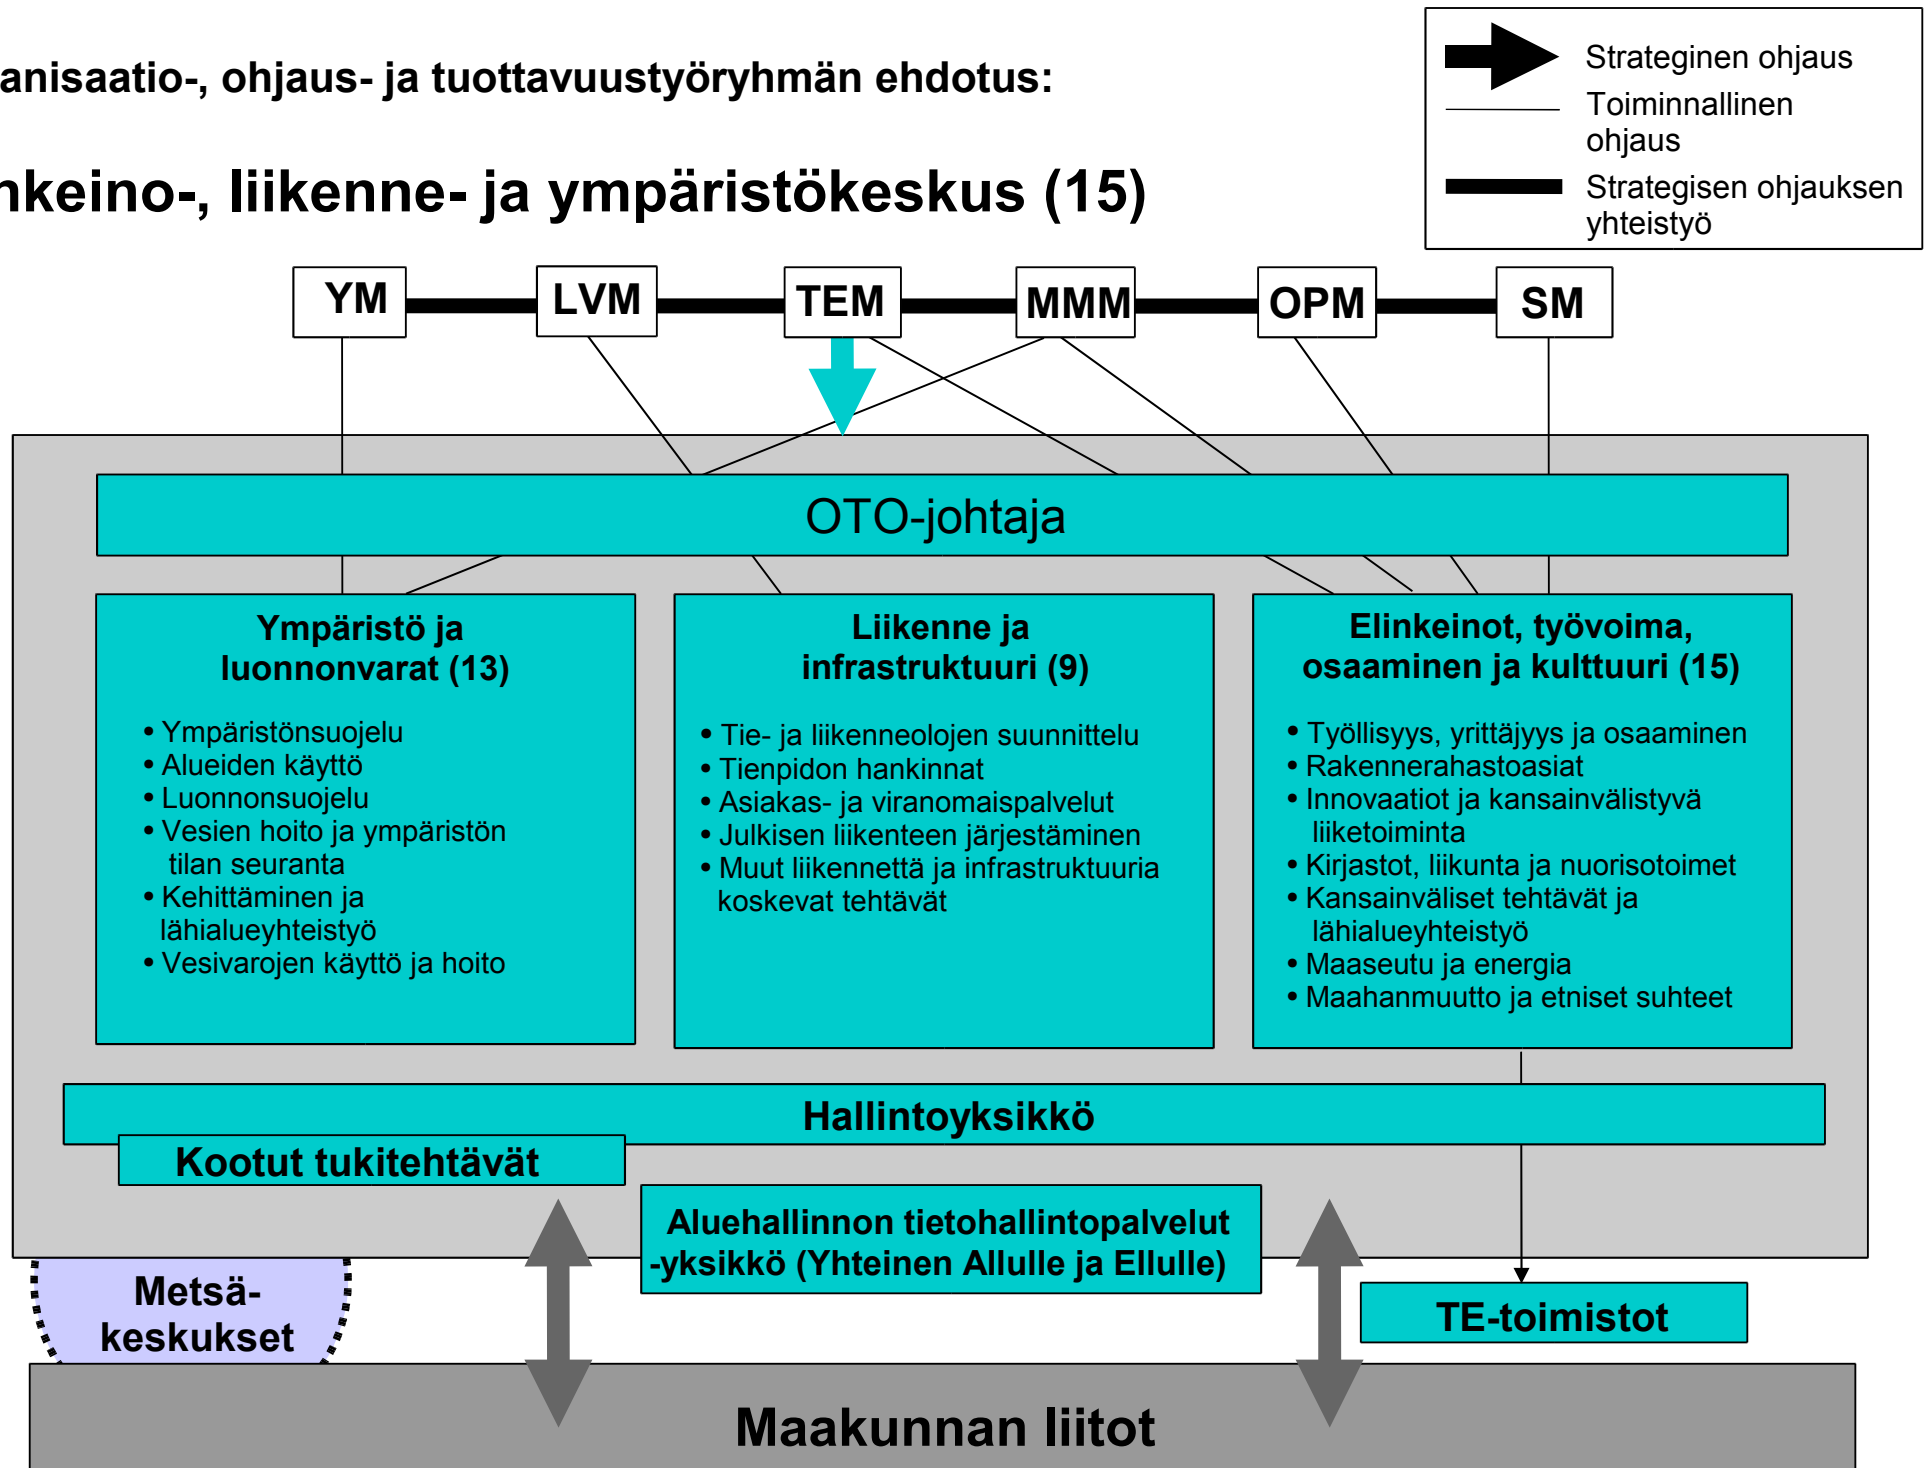 anisaatio-, ohjaus- ja tuottavuustyöryhmän ehdotus:
nkeino-, liikenne- ja ympäristökeskus (15)
Strateginen ohjaus
Toiminnallinen
ohjaus
Strategisen ohjauksen
yhteistyö
YM
LVM
TEM
MMM
OPM
SM
OTO-johtaja
Ympäristö ja
luonnonvarat (13)
• Ympäristönsuojelu
• Alueiden käyttö
• Luonnonsuojelu
• Vesien hoito ja ympäristön
tilan seuranta
• Kehittäminen ja
lähialueyhteistyö
• Vesivarojen käyttö ja hoito
Liikenne ja
infrastruktuuri (9)
• Tie- ja liikenneolojen suunnittelu
• Tienpidon hankinnat
• Asiakas- ja viranomaispalvelut
• Julkisen liikenteen järjestäminen
• Muut liikennettä ja infrastruktuuria
koskevat tehtävät
Elinkeinot, työvoima,
osaaminen ja kulttuuri (15)
• Työllisyys, yrittäjyys ja osaaminen
• Rakennerahastoasiat
• Innovaatiot ja kansainvälistyvä
liiketoiminta
• Kirjastot, liikunta ja nuorisotoimet
• Kansainväliset tehtävät ja
lähialueyhteistyö
• Maaseutu ja energia
• Maahanmuutto ja etniset suhteet
Hallintoyksikkö
Kootut tukitehtävät
Aluehallinnon tietohallintopalvelut
-yksikkö (Yhteinen Allulle ja Ellulle)
Metsä-
keskukset
TE-toimistot
Maakunnan liitot